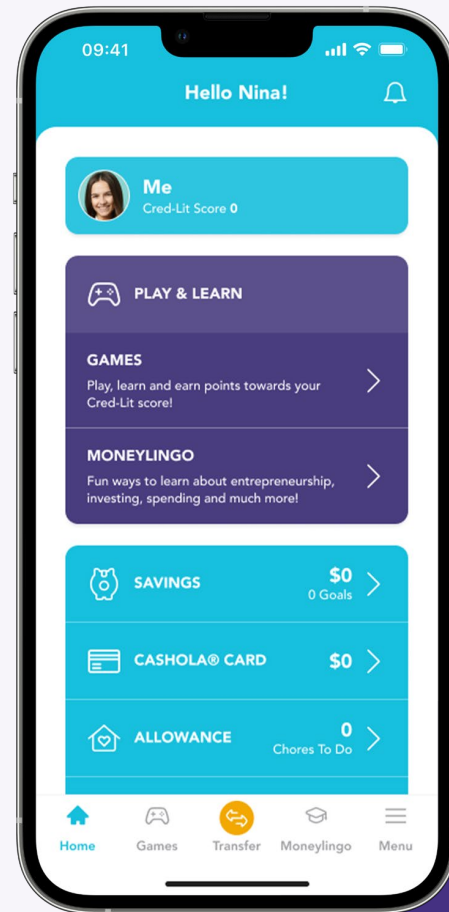 09:41
Hello Nina!
Me
Cred-Lit Score 0
PLAY & LEARN
GAMES
Play, learn and earn points towards your
Cred-Lit score!
MONEYLINGO
Fun ways to learn about entrepreneurship,
investing, spending and much more!
SAVINGS
$0
0 Goals
CASHOLA® CARD
$0
ALLOWANCE
0
Chores To Do
Home
Games
Transfer
Moneylingo
Menu